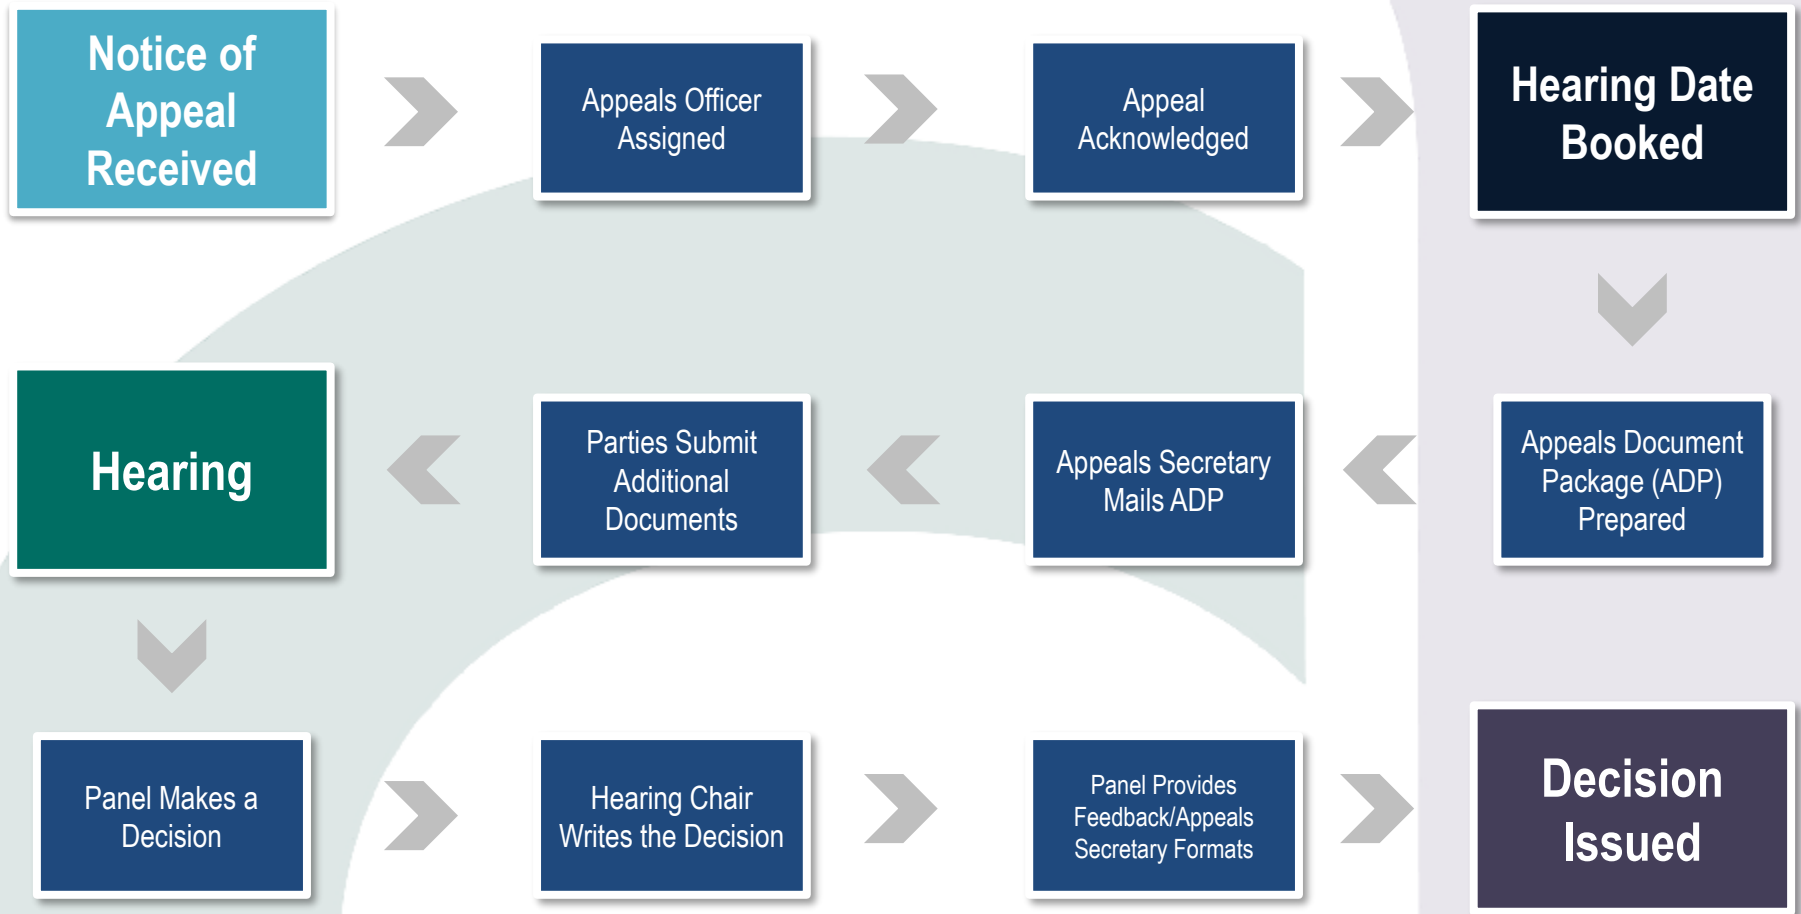 Notice of
Appeal
Received
Appeals Officer
Assigned
Appeal
Acknowledged
Hearing Date
Booked
Appeals Document
Package (ADP)
Prepared
Appeals Secretary
Mails ADP
Parties Submit
Additional
Documents
Hearing
Panel Makes a
Decision
Hearing Chair
Writes the Decision
Panel Provides
Feedback/Appeals
Secretary Formats
Decision
Issued